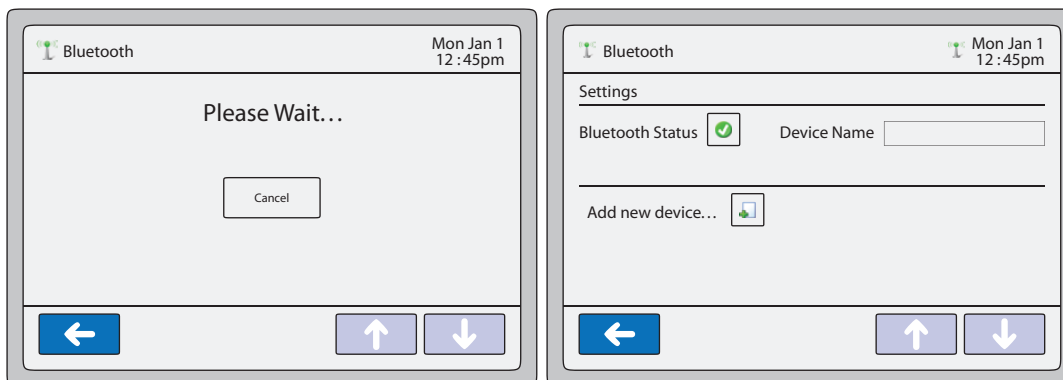 Bluetooth
Mon Jan 1
12:45pm
Please Wait...
Cancel
Bluetooth
Mon Jan 1
12:45pm
Settings
Bluetooth Status
Device Name
Add new device...